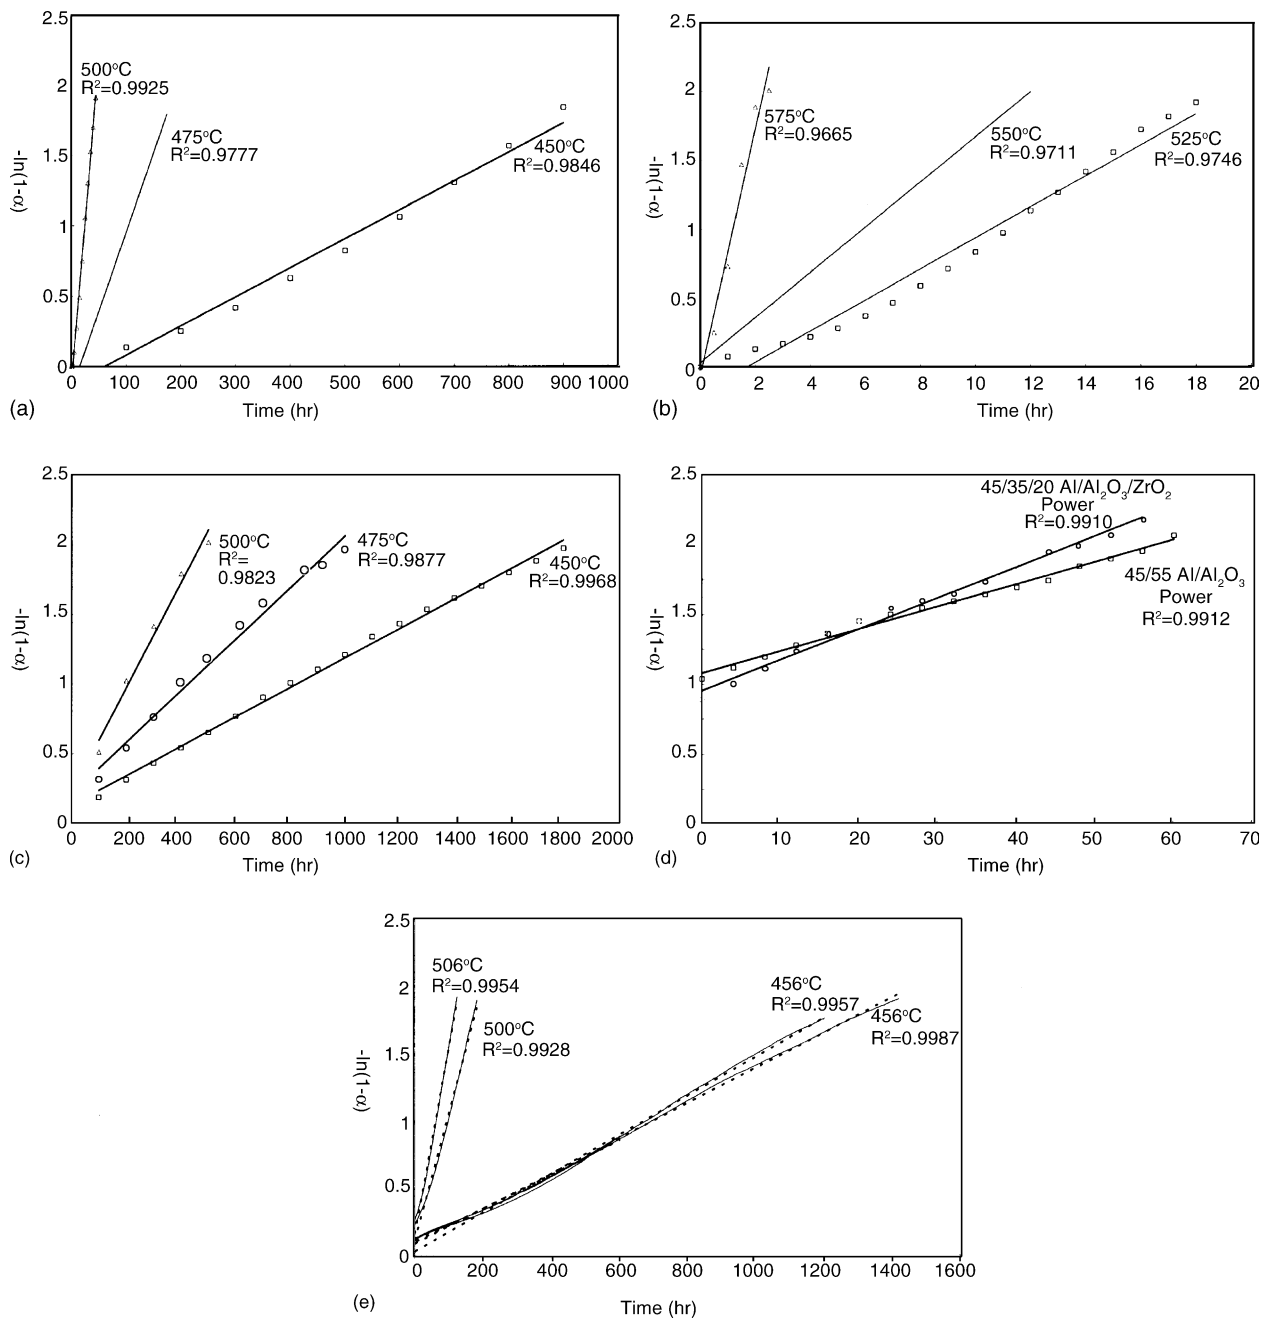 2.5
2
1.5
1
0.5
0
-ln(1-α)
500°C
R²=0.9925
475°C
R²=0.9777
450°C
R²=0.9846
0 100 200 300 400 500 600 700 800 900 1000
Time (hr)
(a)
2.5
2
1.5
1
0.5
0
-ln(1-α)
575°C
R²=0.9665
550°C
R²=0.9711
525°C
R²=0.9746
0 2 4 6 8 10 12 14 16 18 20
Time (hr)
(b)
2.5
2
1.5
1
0.5
0
-ln(1-α)
500°C
R²=
0.9823
475°C
R²=0.9877
450°C
R²=0.9968
0 200 400 600 800 1000 1200 1400 1600 1800 2000
Time (hr)
(c)
2.5
2
1.5
1
0.5
0
-ln(1-α)
45/35/20 Al/Al₂O₃/ZrO₂
Power
R²=0.9910
45/55 Al/Al₂O₃
Power
R²=0.9912
0 10 20 30 40 50 60 70
Time (hr)
(d)
2.5
2
1.5
1
0.5
0
-ln(1-α)
506°C
R²=0.9954
500°C
R²=0.9928
456°C
R²=0.9957
456°C
R²=0.9987
0 200 400 600 800 1000 1200 1400 1600
Time (hr)
(e)